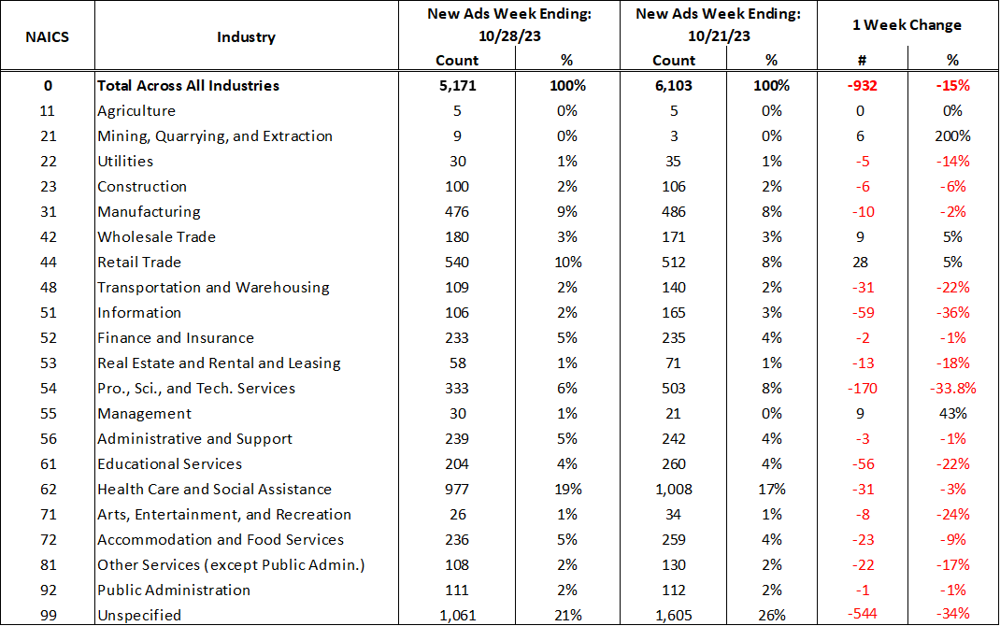 NAICS Industry New Ads Week Ending: 10/28/23 New Ads Week Ending: 10/21/23 1 Week Change
Count % Count % # %
0 Total Across All Industries 5,171 100% 6,103 100% -932 -15%
11 Agriculture 5 0% 5 0% 0 0%
21 Mining, Quarrying, and Extraction 9 0% 3 0% 6 200%
22 Utilities 30 1% 35 1% -5 -14%
23 Construction 100 2% 106 2% -6 -6%
31 Manufacturing 476 9% 486 8% -10 -2%
42 Wholesale Trade 180 3% 171 3% 9 5%
44 Retail Trade 540 10% 512 8% 28 5%
48 Transportation and Warehousing 109 2% 140 2% -31 -22%
51 Information 106 2% 165 3% -59 -36%
52 Finance and Insurance 233 5% 235 4% -2 -1%
53 Real Estate and Rental and Leasing 58 1% 71 1% -13 -18%
54 Pro., Sci., and Tech. Services 333 6% 503 8% -170 -33.8%
55 Management 30 1% 21 0% 9 43%
56 Administrative and Support 239 5% 242 4% -3 -1%
61 Educational Services 204 4% 260 4% -56 -22%
62 Health Care and Social Assistance 977 19% 1,008 17% -31 -3%
71 Arts, Entertainment, and Recreation 26 1% 34 1% -8 -24%
72 Accommodation and Food Services 236 5% 259 4% -23 -9%
81 Other Services (except Public Admin.) 108 2% 130 2% -22 -17%
92 Public Administration 111 2% 112 2% -1 -1%
99 Unspecified 1,061 21% 1,605 26% -544 -34%